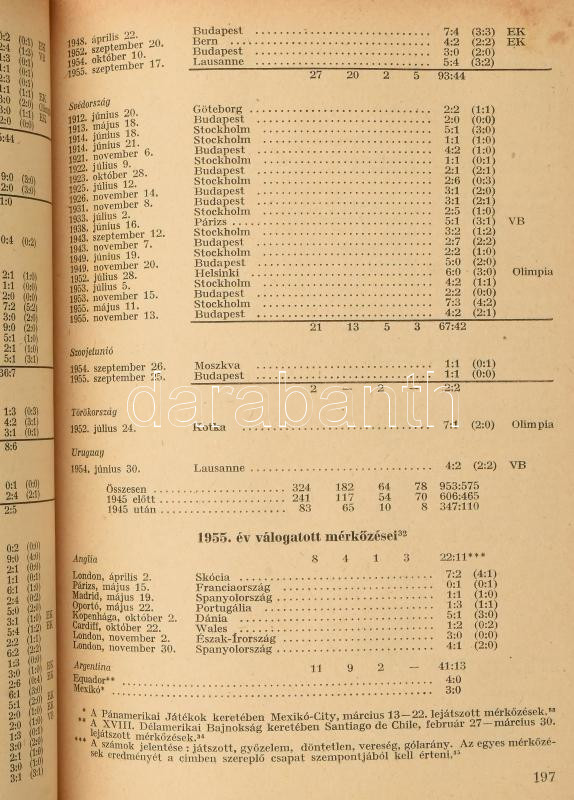 1948. április 22. Budapest 7:4 (3:3) EK
1952. szeptember 20. Bern 4:2 (2:2) EK
1954. október 10. Budapest 3:0 (2:0)
1955. szeptember 17. Lausanne 5:4 (3:2)
27 20 2 5 93:44
Svédország
1912. június 20. Göteborg 2:2 (1:1)
1913. május 18. Budapest 2:0 (0:0)
1914. június 18. Stockholm 5:1 (3:0)
1914. június 21. Stockholm 1:1 (1:0)
1921. november 6. Budapest 4:2 (1:0)
1922. július 9. Stockholm 1:1 (0:1)
1923. október 28. Budapest 2:1 (2:1)
1925. július 12. Stockholm 2:6 (0:3)
1926. november 14. Budapest 3:1 (2:0)
1931. november 8. Budapest 3:1 (2:1)
1933. július 2. Stockholm 2:5 (1:0)
1938. június 16. Párizs 5:1 (3:1) VB
1943. szeptember 12. Stockholm 3:2 (1:2)
1943. november 7. Budapest 2:7 (2:2)
1949. június 19. Stockholm 2:2 (1:0)
1949. november 20. Budapest 5:0 (2:0)
1952. július 28. Helsinki 6:0 (3:0) Olimpia
1953. július 5. Stockholm 4:2 (1:1)
1953. november 15. Budapest 2:2 (0:0)
1955. május 11. Stockholm 7:3 (4:2)
1955. november 13. Budapest 4:2 (2:1)
21 13 5 3 67:42
Szovjetunió
1954. szeptember 26. Moszkva 1:1 (0:1)
1955. szeptember 25. Budapest 1:1 (0:0)
2 — 2 — 2:2
darabanth
Törökország
1952. július 24. Kotka 7:1 (2:0) Olimpia
Uruguay
1954. június 30. Lausanne 4:2 (2:2) VB
Összesen 324 182 64 78 953:575
1945 előtt 241 117 54 70 606:465
1945 után 83 65 10 8 347:110
1955. év válogatott mérkőzései³²
Anglia 8 4 1 3 22:11***
London, április 2. Skócia 7:2 (4:1)
Párizs, május 15. Franciaország 0:1 (0:1)
Madrid, május 19. Spanyolország 1:1 (1:0)
Oportó, május 22. Portugália 1:3 (1:1)
Kopenhága, október 2. Dánia 5:1 (3:0)
Cardiff, október 22. Wales 1:2 (0:2)
London, november 2. Észak-Írország 3:0 (0:0)
London, november 30. Spanyolország 4:1 (2:0)
Argentina 11 9 2 — 41:13
Equador** 4:0
Mexikó* 3:0
* A Pánamerikai Játékok keretében Mexikó-City, március 13—22. lejátszott mérkőzések.³³
** A XVIII. Délamerikai Bajnokság keretében Santiago de Chile, február 27—március 30.
lejátszott mérkőzések.³⁴
*** A számok jelentése: játszott, győzelem, döntetlen, vereség, gólarány. Az egyes mérkőzé-
sek eredményét a címben szereplő csapat szempontjából kell érteni.³⁵
197